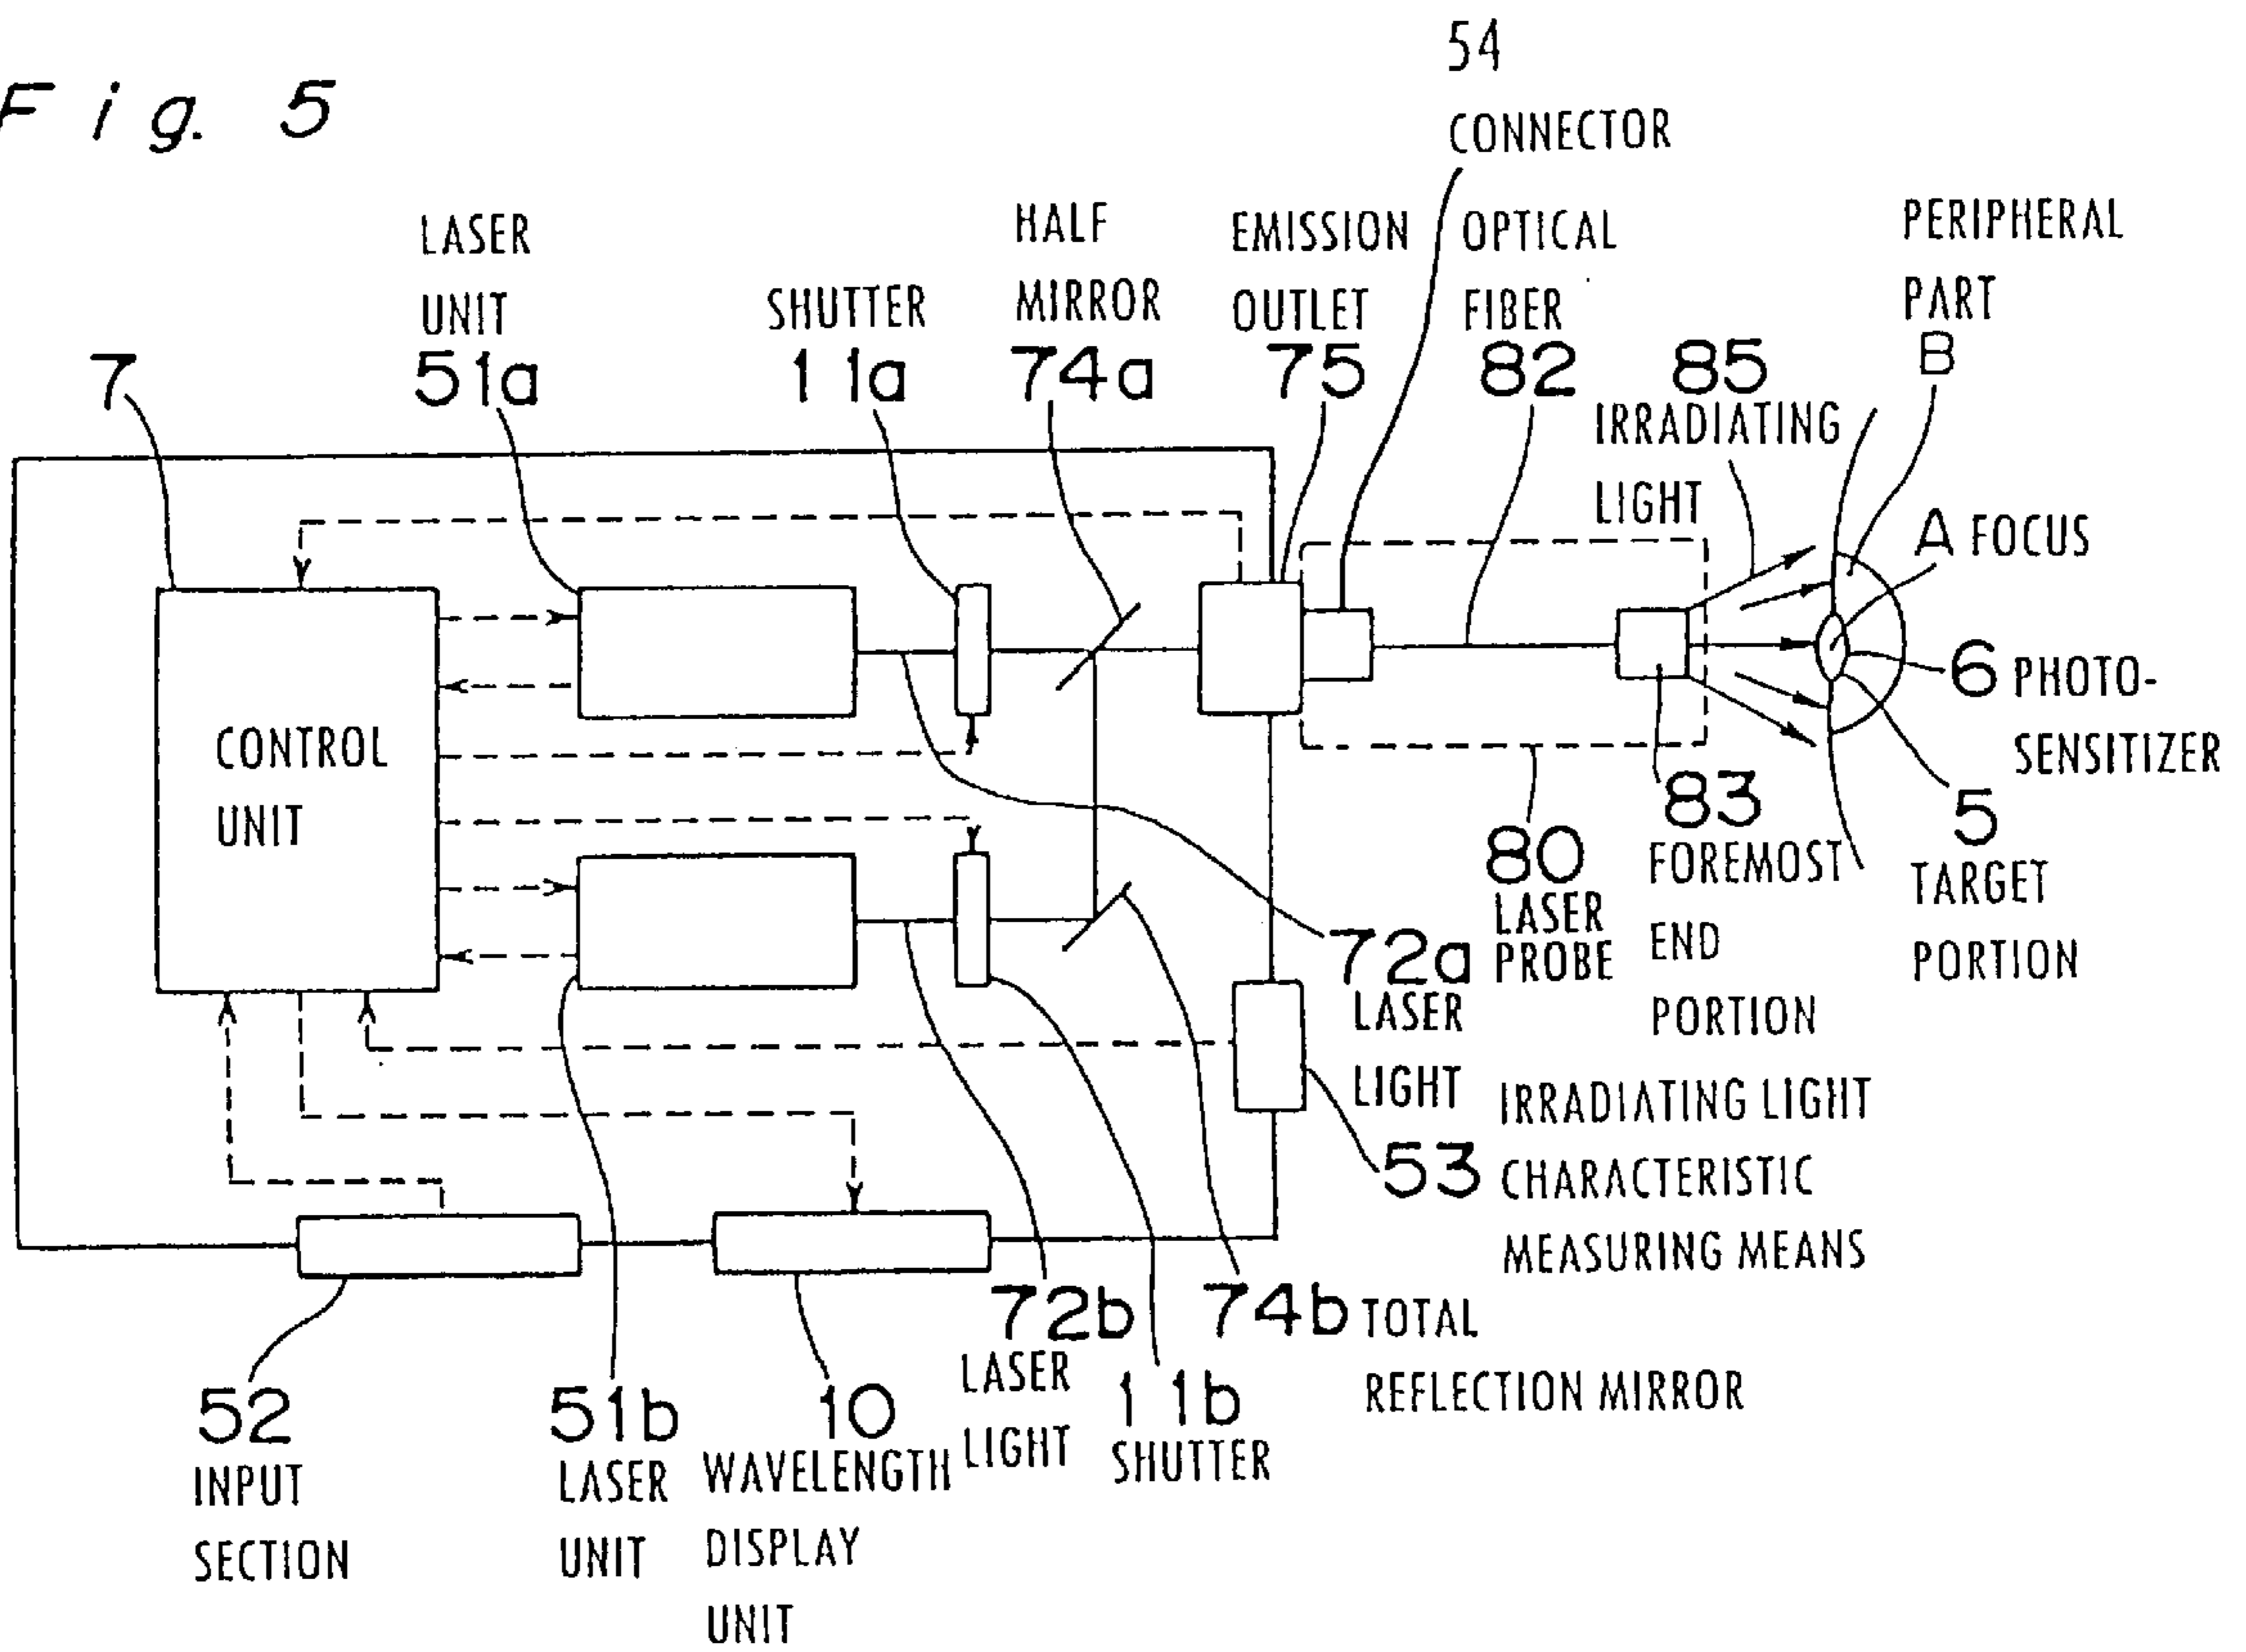 Fig. 5
54
CONNECTOR
LASER
UNIT
51a
SHUTTER
11a
HALF
MIRROR
74a
EMISSION
OUTLET
75
OPTICAL
FIBER
82
85
IRRADIATING
LIGHT
PERIPHERAL
PART
B
A FOCUS
6 PHOTO-
SENSITIZER
5
TARGET
PORTION
7
CONTROL
UNIT
80
LASER
PROBE
83
FOREMOST
END
PORTION
72a
LASER
LIGHT
IRRADIATING LIGHT
53 CHARACTERISTIC
MEASURING MEANS
74b TOTAL
REFLECTION MIRROR
52
INPUT
SECTION
51b
LASER
UNIT
10
WAVELENGTH
DISPLAY
UNIT
72b
LASER
LIGHT
11b
SHUTTER